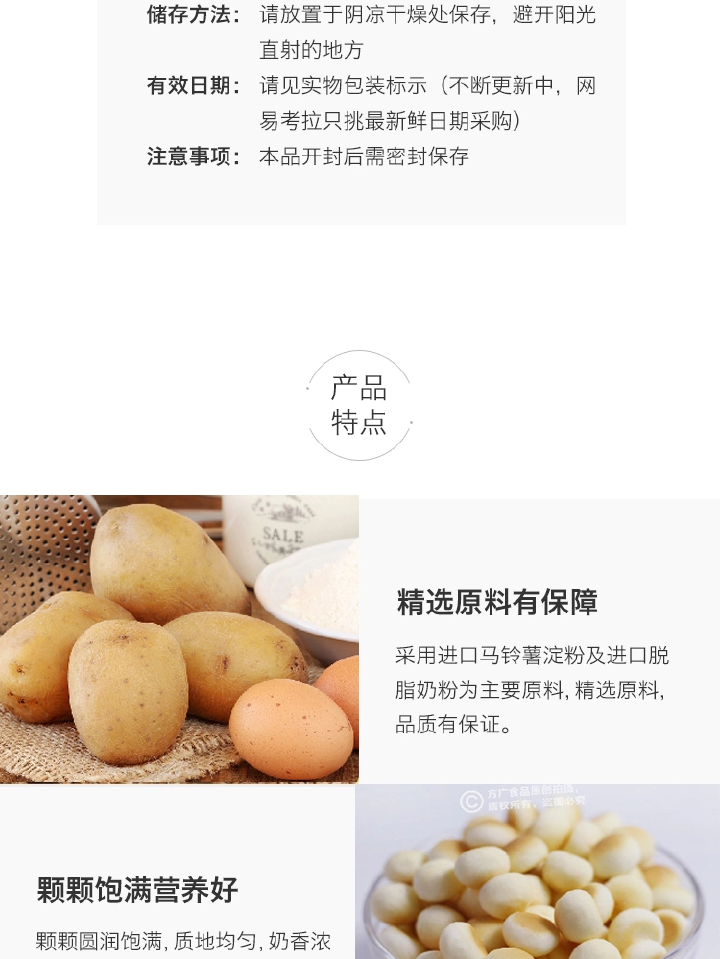 储存方法： 请放置于阴凉干燥处保存，避开阳光
直射的地方
有效日期： 请见实物包装标示（不断更新中，网
易考拉只挑最新鲜日期采购）
注意事项： 本品开封后需密封保存
产品
特点
SALE
精选原料有保障
采用进口马铃薯淀粉及进口脱
脂奶粉为主要原料, 精选原料,
品质有保证。
© 方广食品原创拍摄,
版权所有、盗图必究
颗颗饱满营养好
颗颗圆润饱满, 质地均匀, 奶香浓